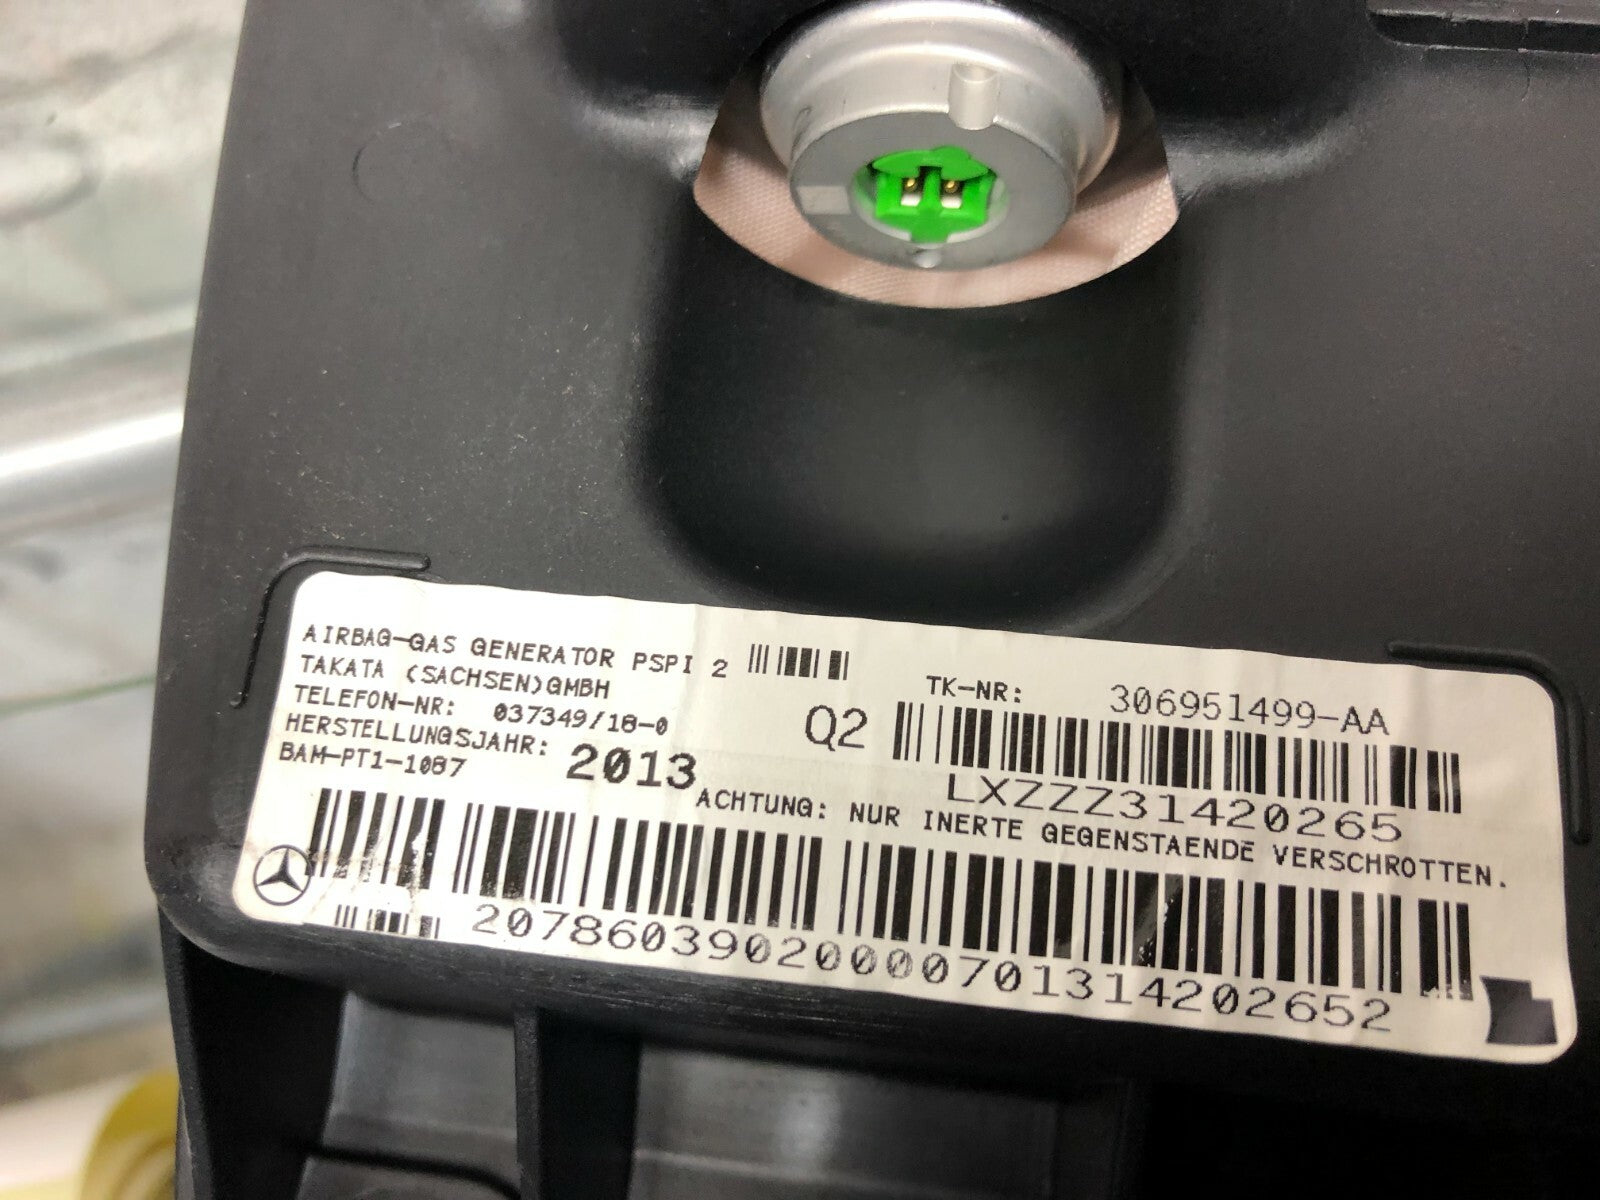 AIRBAG-GAS GENERATOR PSPI 2
TAKATA (SACHSEN)GMBH
TELEFON-NR: 037349/18-0
HERSTELLUNGSJAHR: 2013
BAM-PT1-1087
Q2
TK-NR: 306951499-AA
LXZZZ31420265
ACHTUNG: NUR INERTE GEGENSTAENDE VERSCHROTTEN.
20786039020000701314202652